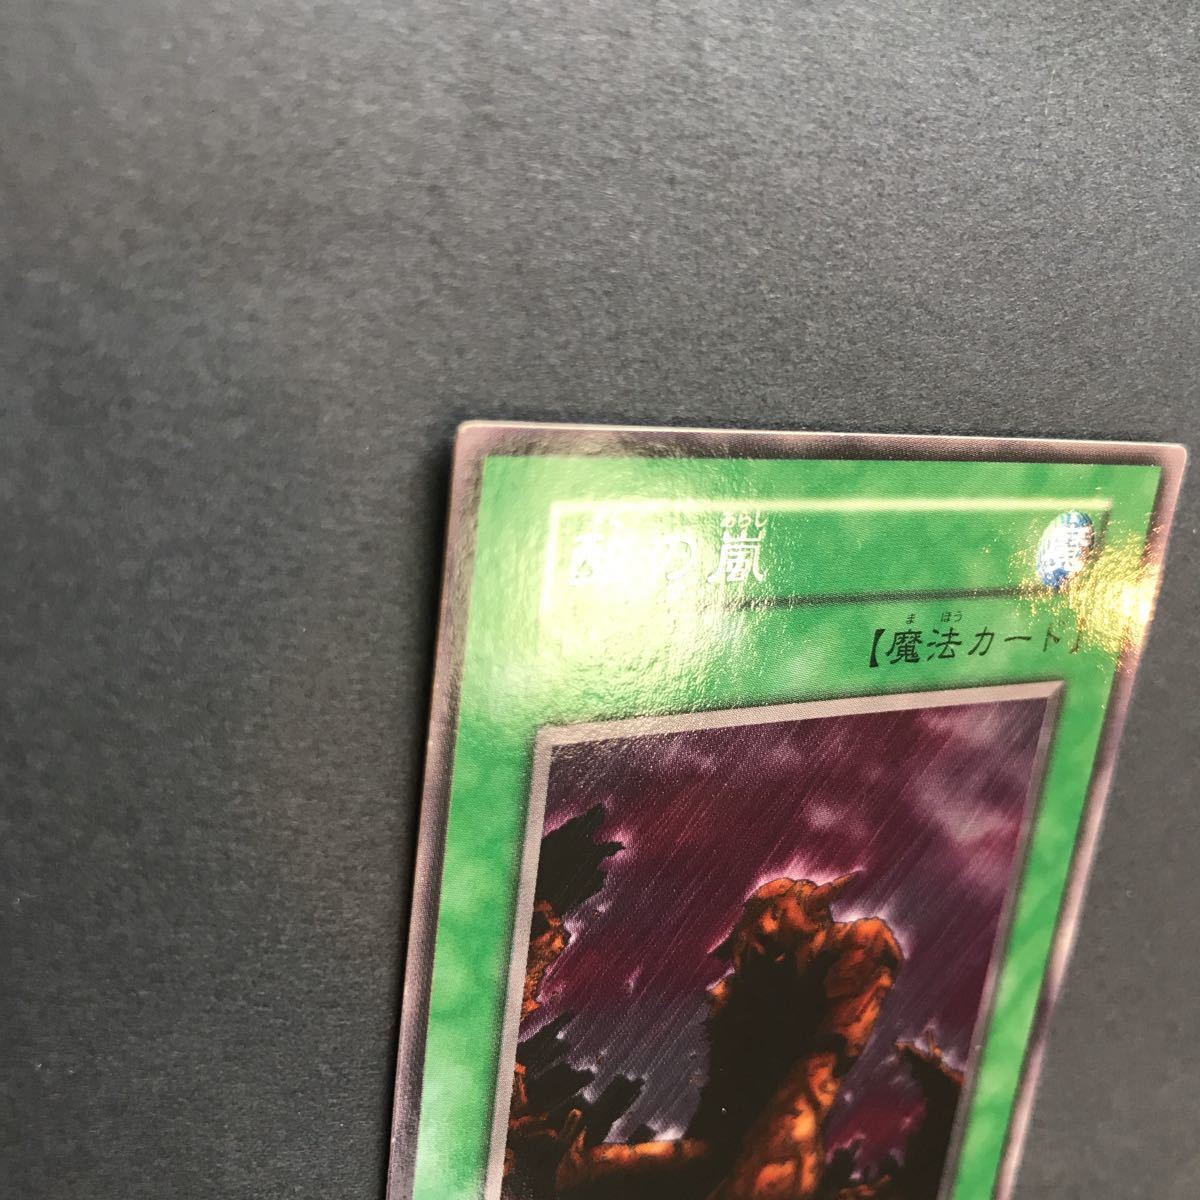 酸の嵐
あらし
魔
まほう
【魔法カード】